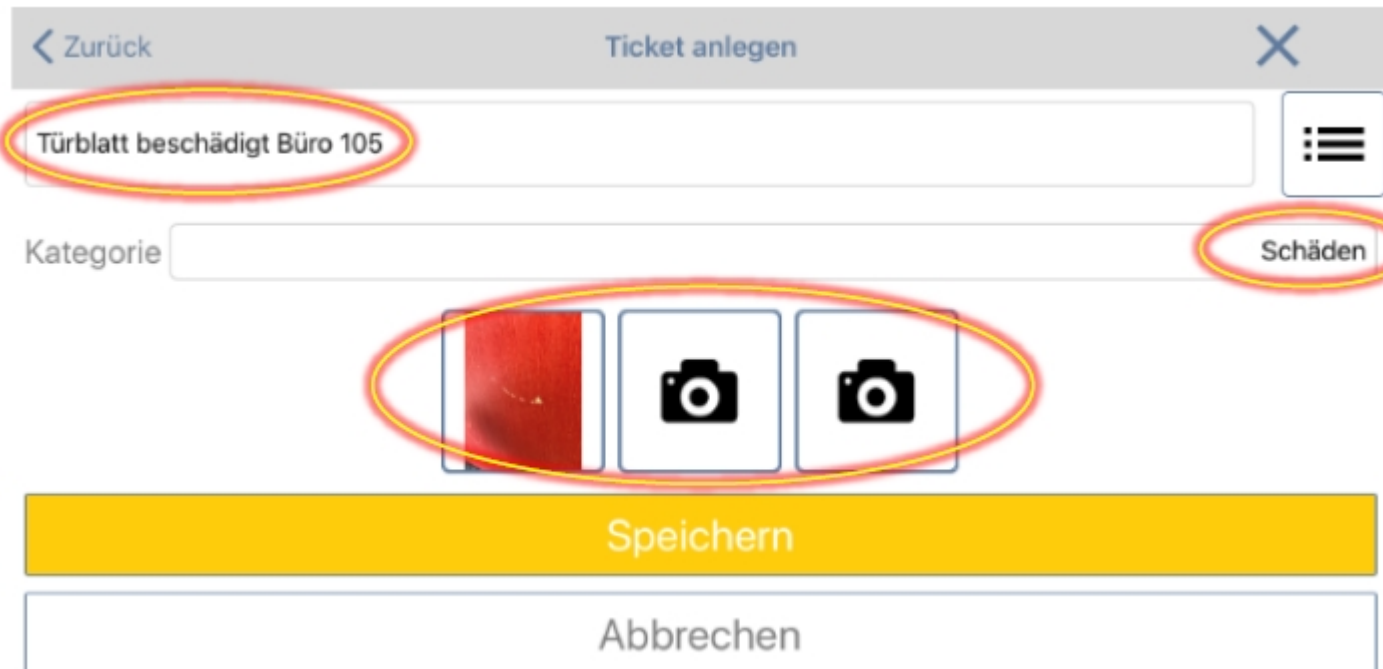 Zurück
Ticket anlegen
Türblatt beschädigt Büro 105
Kategorie
Schäden
Speichern
Abbrechen